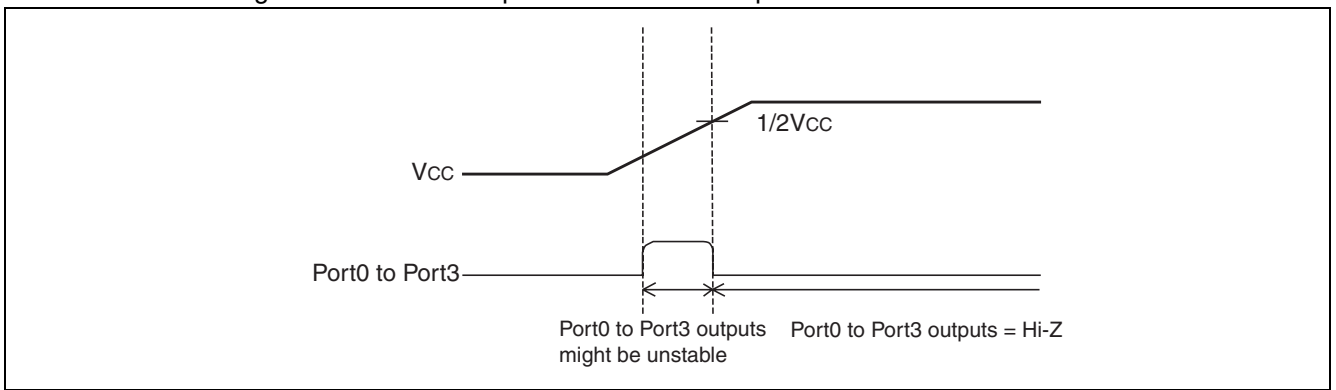 1/2VCC
VCC
Port0 to Port3
Port0 to Port3 outputs
might be unstable
Port0 to Port3 outputs = Hi-Z